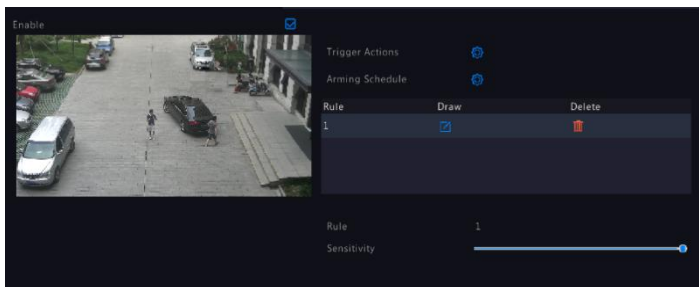 Enable
Trigger Actions
Arming Schedule
Rule Draw Delete
1
Rule 1
Sensitivity